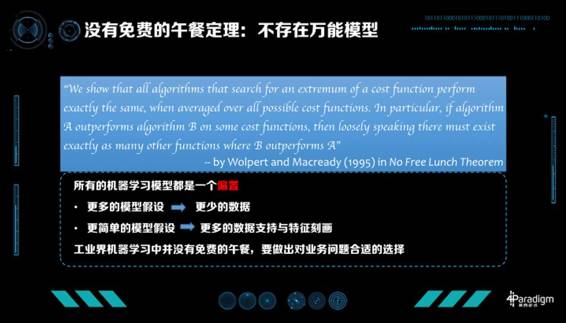 没有免费的午餐定理：不存在万能模型
"We show that all algorithms that search for an extremum of a cost function perform
exactly the same, when averaged over all possible cost functions. In particular, if algorithm
A outperforms algorithm B on some cost functions, then loosely speaking there must exist
exactly as many other functions where B outperforms A"
-- by Wolpert and Macready (1995) in No Free Lunch Theorem
所有的机器学习模型都是一个偏置
• 更多的模型假设 更少的数据
• 更简单的模型假设 更多的数据支持与特征刻画
工业界机器学习中并没有免费的午餐，要做出对业务问题合适的选择
4Paradigm
第四范式